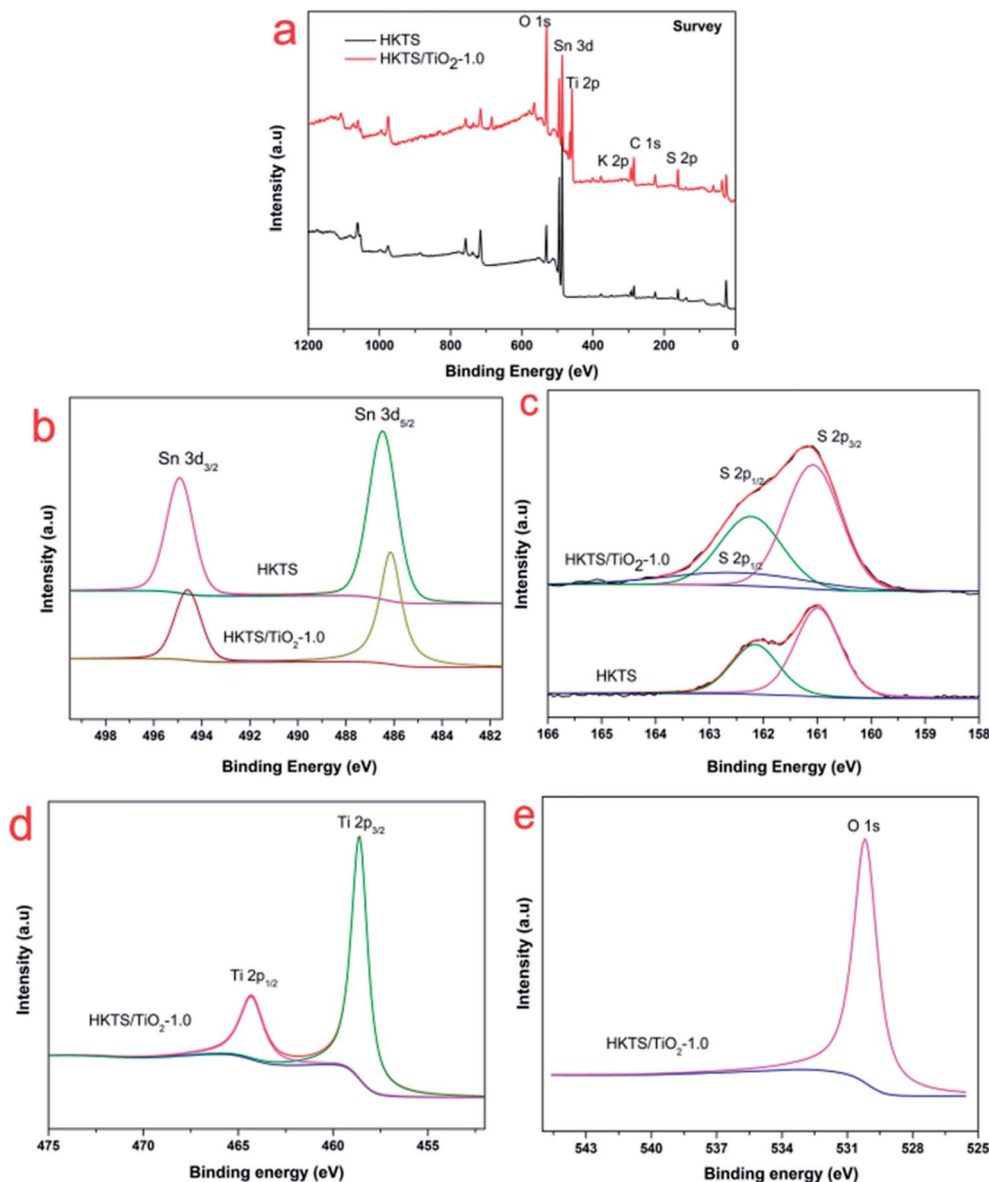 a
HKTS
HKTS/TiO2-1.0
O 1s
Survey
Sn 3d
Ti 2p
K 2p
C 1s
S 2p
Intensity (a.u)
1200 1000 800 600 400 200 0
Binding Energy (eV)
b
Sn 3d3/2
Sn 3d5/2
HKTS
HKTS/TiO2-1.0
Intensity (a.u)
498 496 494 492 490 488 486 484 482
Binding Energy (eV)
c
S 2p3/2
S 2p1/2
HKTS/TiO2-1.0
S 2p1/2
HKTS
Intensity (a.u)
166 165 164 163 162 161 160 159 158
Binding Energy (eV)
d
Ti 2p3/2
Ti 2p1/2
HKTS/TiO2-1.0
Intensity (a.u)
475 470 465 460 455
Binding energy (eV)
e
O 1s
HKTS/TiO2-1.0
Intensity (a.u)
543 540 537 534 531 528 525
Binding energy (eV)